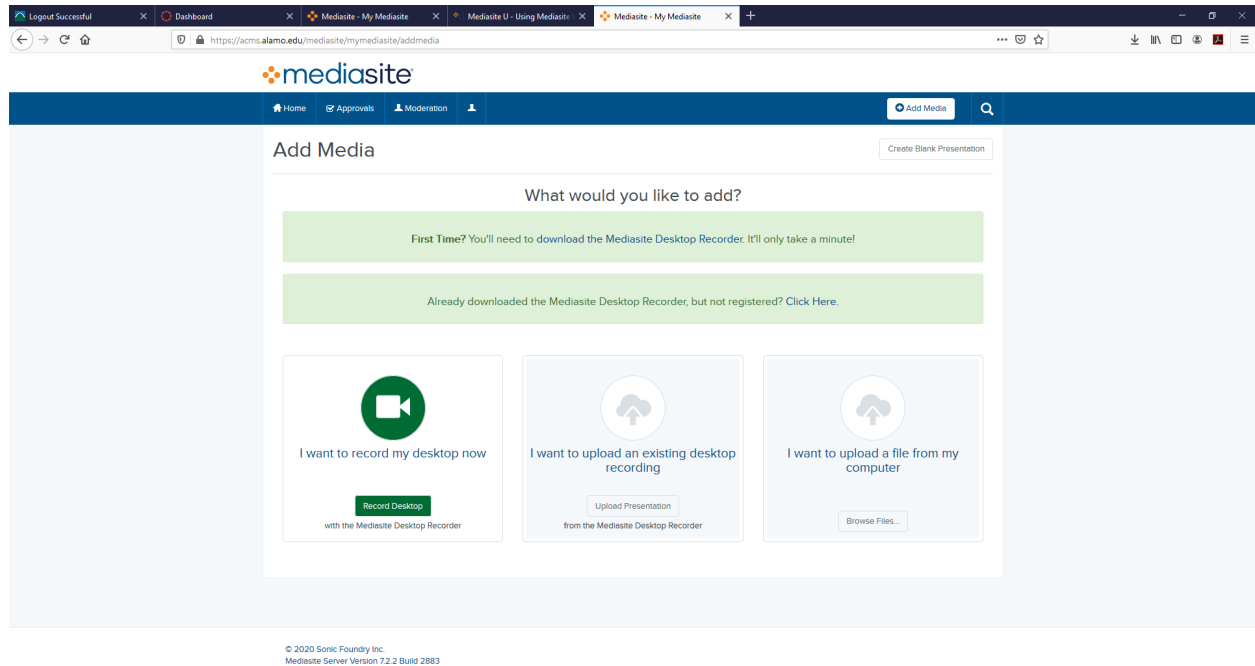 Logout Successful
Dashboard
Mediasite - My Mediasite
Mediasite U - Using Mediasite
Mediasite - My Mediasite
https://acms.alamo.edu/mediasite/mymediasite/addmedia
mediasite
Home
Approvals
Moderation
Add Media
Add Media
Create Blank Presentation
What would you like to add?
First Time? You'll need to download the Mediasite Desktop Recorder. It'll only take a minute!
Already downloaded the Mediasite Desktop Recorder, but not registered? Click Here.
I want to record my desktop now
Record Desktop
with the Mediasite Desktop Recorder
I want to upload an existing desktop
recording
Upload Presentation
from the Mediasite Desktop Recorder
I want to upload a file from my
computer
Browse Files...
© 2020 Sonic Foundry Inc.
Mediasite Server Version 7.2.2 Build 2883